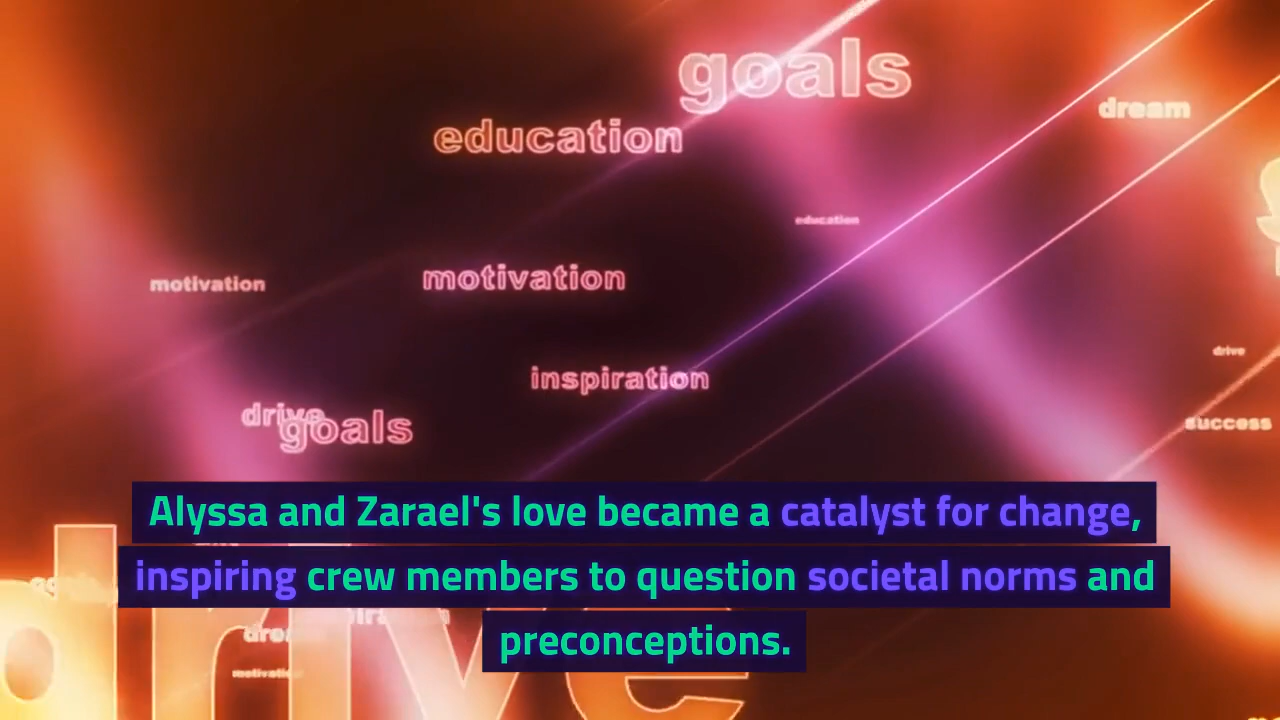 goals
dream
education
education
motivation
motivation
inspiration
drive
drive
goals
success
Alyssa and Zarael's love became a catalyst for change,
inspiring crew members to question societal norms and
preconceptions.
drive